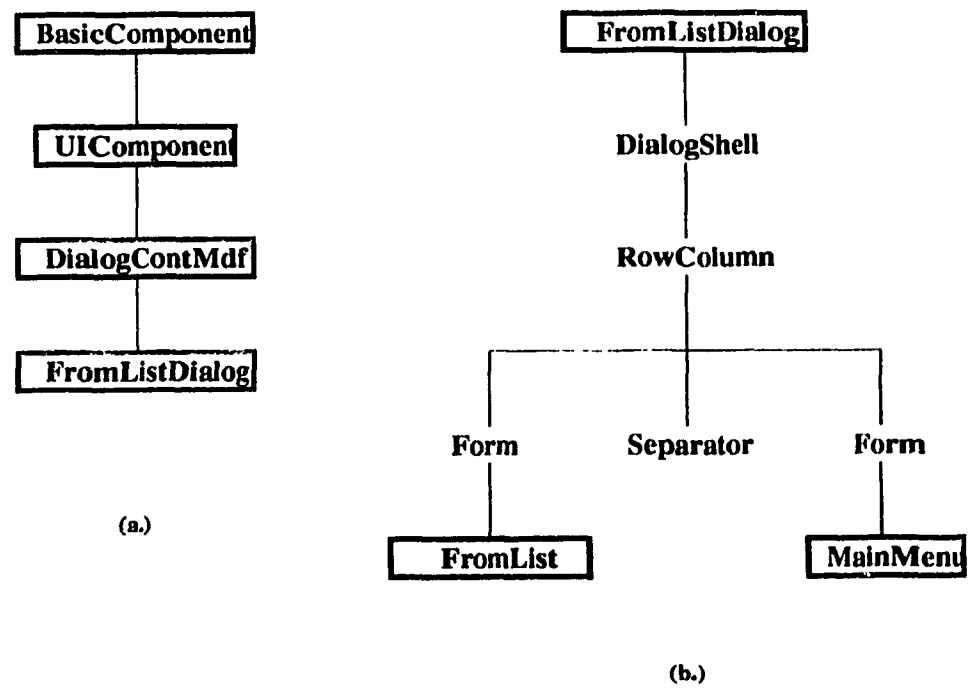 BasicComponent
UIComponent
DialogContMdf
FromListDialog
(a.)
FromListDialog
DialogShell
RowColumn
Form Separator Form
FromList MainMenu
(b.)